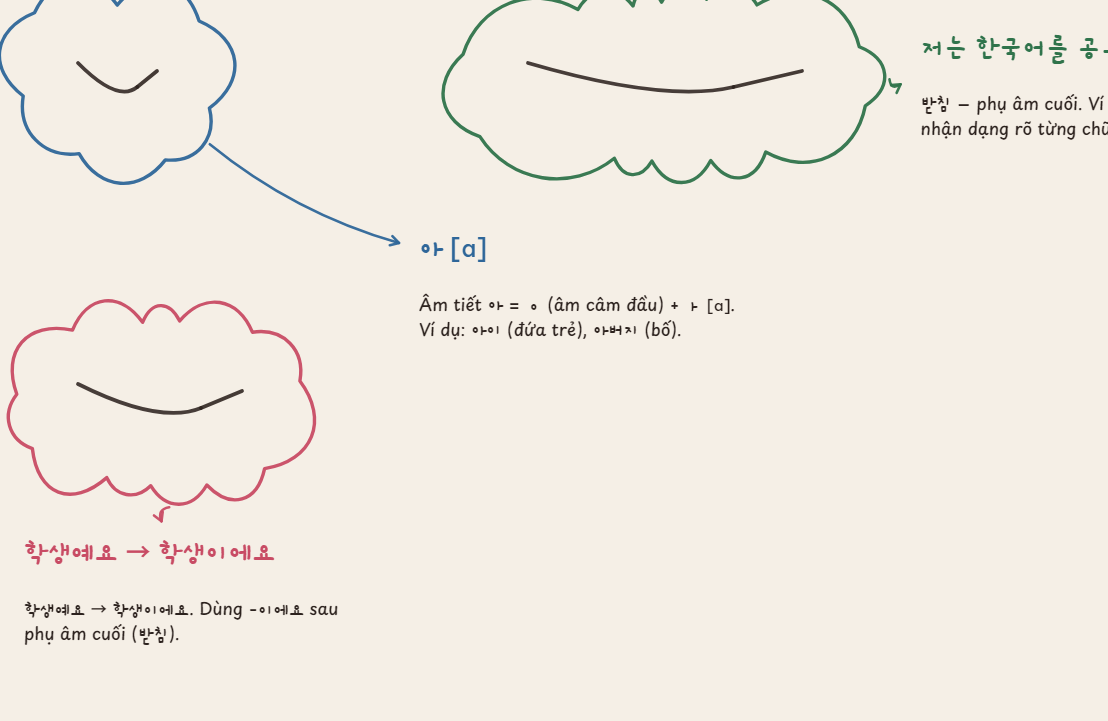 저는 한국어를 공
받침 – phụ âm cuối. Ví
nhận dạng rõ từng chữ
아 [a]
Âm tiết 아 = ㅇ (âm câm đầu) + ㅏ [a].
Ví dụ: 아이 (đứa trẻ), 아버지 (bố).
학생예요 → 학생이에요
학생예요 → 학생이에요. Dùng -이에요 sau
phụ âm cuối (받침).